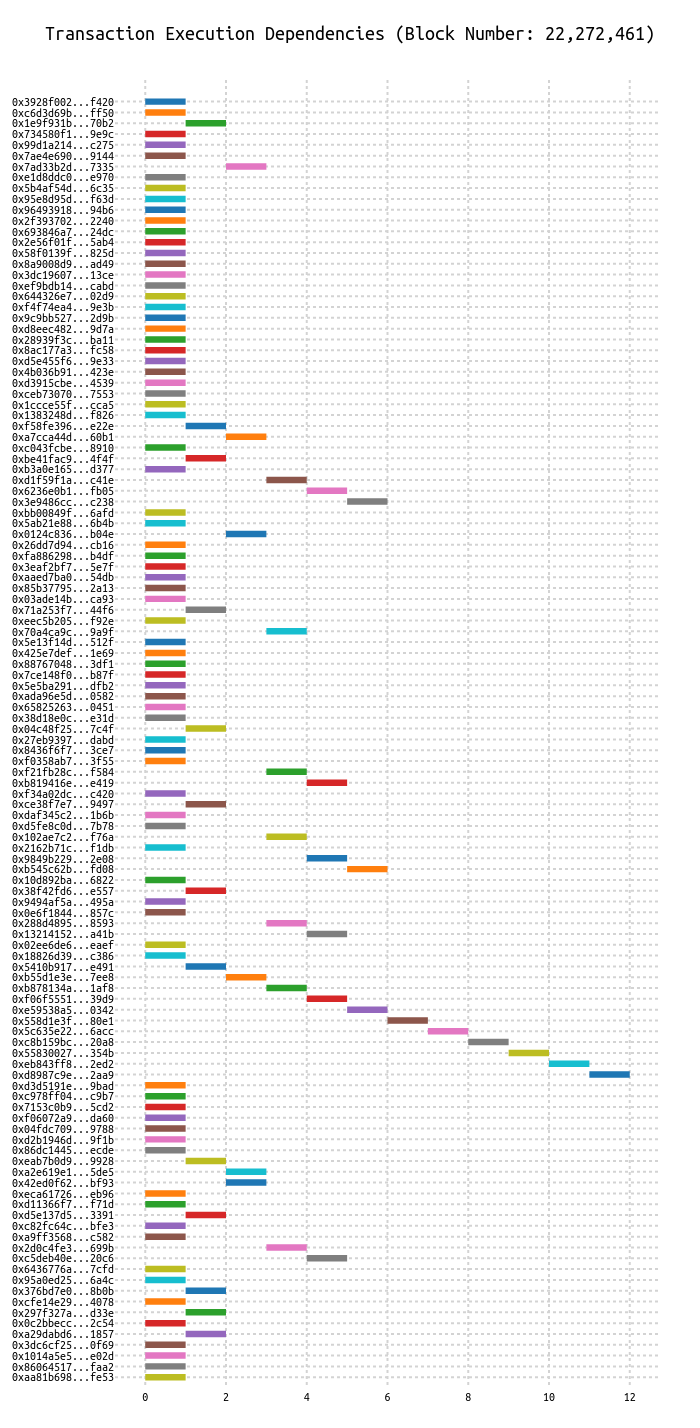 Transaction Execution Dependencies (Block Number: 22,272,461)
0x3928f002...f420
0xc6d3d69b...ff50
0x1e9f931b...70b2
0x734580f1...9e9c
0x99d1a214...c275
0x7ae4e690...9144
0x7ad33b2d...7335
0xe1d8ddc0...e970
0x5b4af54d...6c35
0x95e8d95d...f63d
0x96493918...94b6
0x2f393702...2240
0x693846a7...24dc
0x2e56f01f...5ab4
0x58f0139f...825d
0x8a9008d9...ad49
0x3dc19607...13ce
0xef9bdb14...cabd
0x644326e7...02d9
0xf4f74ea4...9e3b
0x9c9bb527...2d9b
0xd8eec482...9d7a
0x28939f3c...ba11
0x8ac177a3...fc58
0xd5e455f6...9e33
0x4b036b91...423e
0xd3915cbe...4539
0xceb73070...7553
0x1ccce55f...cca5
0x1383248d...f826
0xf58fe396...e22e
0xa7cca44d...60b1
0xc043fcbe...8910
0xbe41fac9...4f4f
0xb3a0e165...d377
0xd1f59f1a...c41e
0x6236e0b1...fb05
0x3e9486cc...c238
0xbb00849f...6afd
0x5ab21e88...6b4b
0x0124c836...b04e
0x26dd7d94...cb16
0xfa886298...b4df
0x3eaf2bf7...5e7f
0xaaed7ba0...54db
0x85b37795...2a13
0x03ade14b...ca93
0x71a253f7...44f6
0xeec5b205...f92e
0x70a4ca9c...9a9f
0x5e13f14d...512f
0x425e7def...1e69
0x88767048...3df1
0x7ce148f0...b87f
0x5e5ba291...dfb2
0xada96e5d...0582
0x65825263...0451
0x38d18e0c...e31d
0x04c48f25...7c4f
0x27eb9397...dabd
0x8436f6f7...3ce7
0xf0358ab7...3f55
0xf21fb28c...f584
0xb819416e...e419
0xf34a02dc...c420
0xce38f7e7...9497
0xdaf345c2...1b6b
0xd5fe8c0d...7b78
0x102ae7c2...f76a
0x2162b71c...f1db
0x9849b229...2e08
0xb545c62b...fd08
0x10d892ba...6822
0x38f42fd6...e557
0x9494af5a...495a
0x0e6f1844...857c
0x288d4895...8593
0x13214152...a41b
0x02ee6de6...eaef
0x18826d39...c386
0x5410b917...e491
0xb55d1e3e...7ee8
0xb878134a...1af8
0xf06f5551...39d9
0xe59538a5...0342
0x558d1e3f...80e1
0x5c635e22...6acc
0xc8b159bc...20a8
0x55830027...354b
0xeb843ff8...2ed2
0xd8987c9e...2aa9
0xd3d5191e...9bad
0xc978ff04...c9b7
0x7153c0b9...5cd2
0xf06072a9...da60
0x04fdc709...9788
0xd2b1946d...9f1b
0x86dc1445...ecde
0xeab7b0d9...9928
0xa2e619e1...5de5
0x42ed0f62...bf93
0xeca61726...eb96
0xd11366f7...f71d
0xd5e137d5...3391
0xc82fc64c...bfe3
0xa9ff3568...c582
0x2d0c4fe3...699b
0xc5deb40e...20c6
0x6436776a...7cfd
0x95a0ed25...6a4c
0x376bd7e0...8b0b
0xcfe14e29...4078
0x297f327a...d33e
0x0c2bbecc...2c54
0xa29dabd6...1857
0x3dc6cf25...0f69
0x1014a5e5...e02d
0x86064517...faa2
0xaa81b698...fe53
0 2 4 6 8 10 12